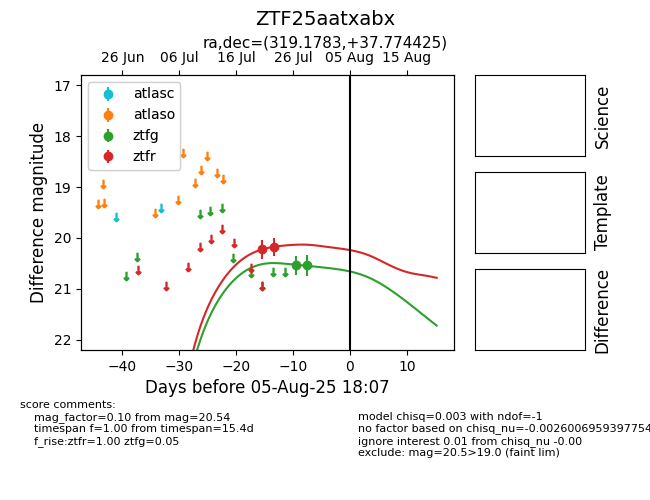 ZTF25aatxabx
ra,dec=(319.1783,+37.774425)
26 Jun 06 Jul 16 Jul 26 Jul 05 Aug 15 Aug
atlasc
atlaso
ztfg
ztfr
17
18
19
20
21
22
Difference magnitude
−40 −30 −20 −10 0 10
Days before 05-Aug-25 18:07
Science
Template
Difference
score comments:
mag_factor=0.10 from mag=20.54
timespan f=1.00 from timespan=15.4d
f_rise:ztfr=1.00 ztfg=0.05
model chisq=0.003 with ndof=-1
no factor based on chisq_nu=-0.0026006959397754
ignore interest 0.01 from chisq_nu -0.00
exclude: mag=20.5>19.0 (faint lim)